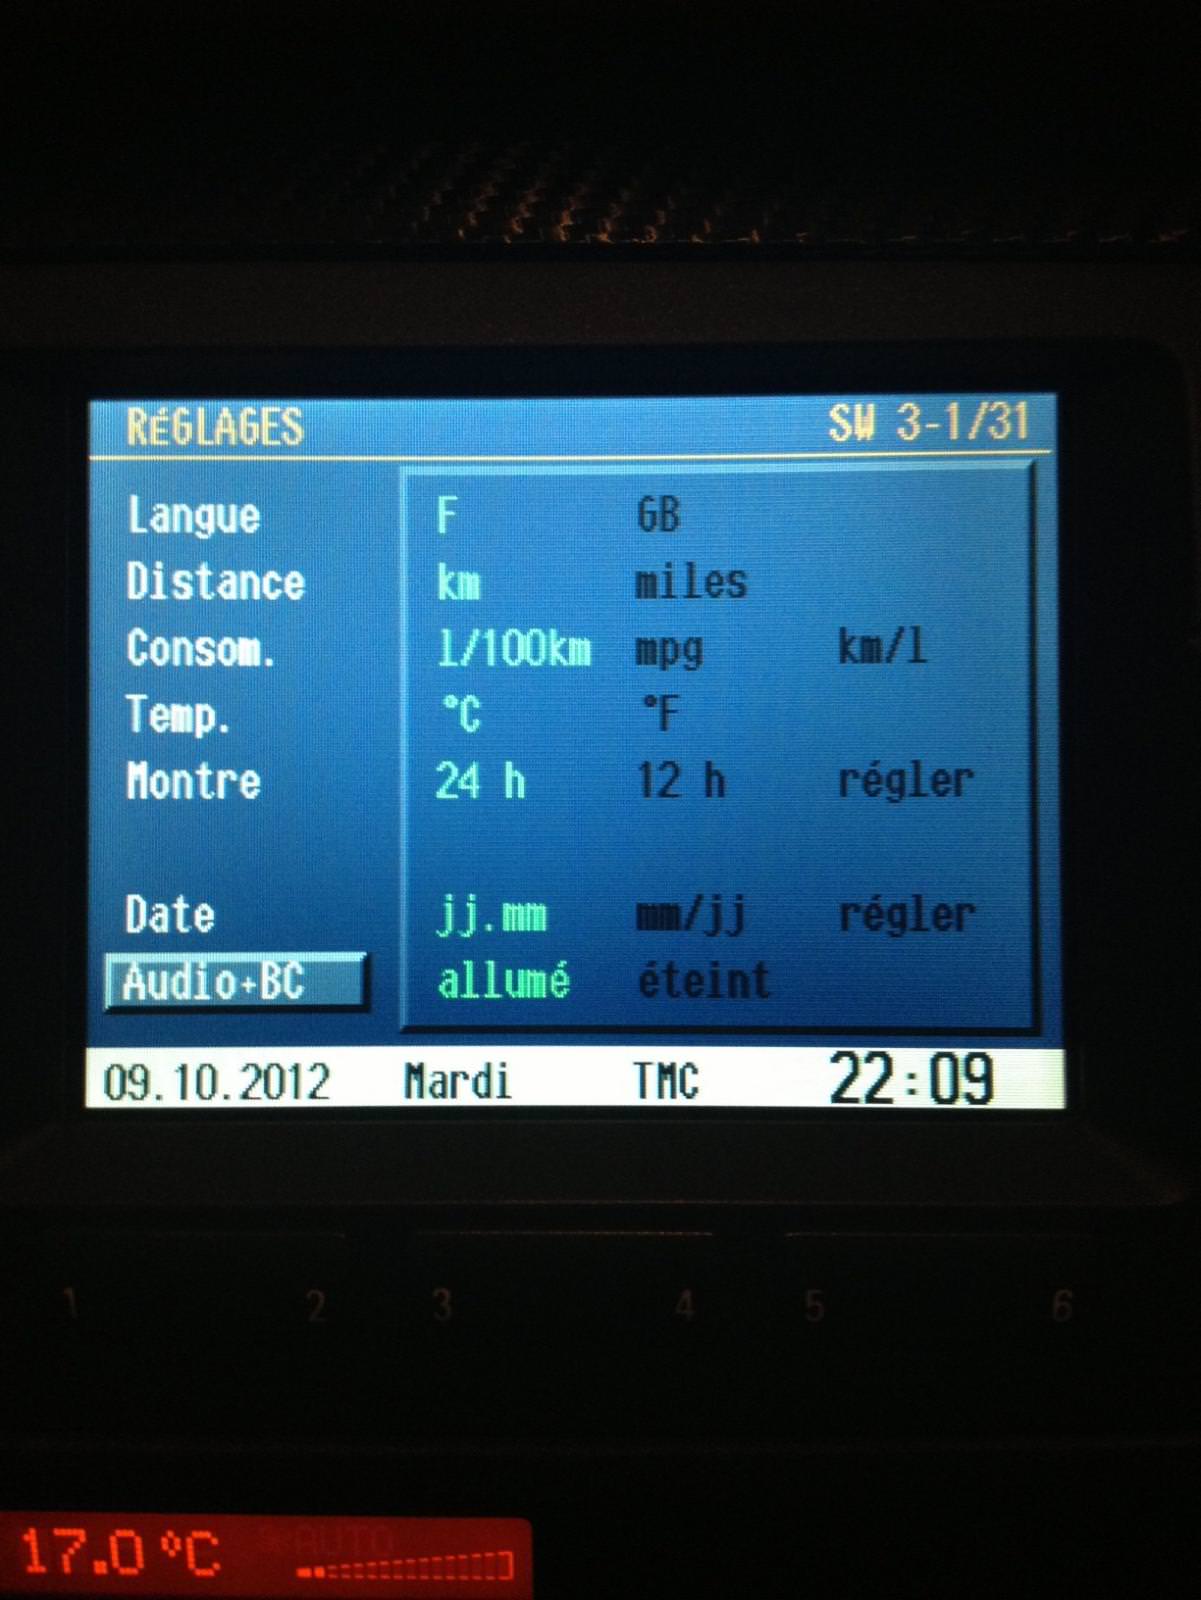 RÉGLAGES SW 3-1/31
Langue F GB
Distance km miles
Consom. l/100km mpg km/l
Temp. °C °F
Montre 24 h 12 h régler
Date jj.mm mm/jj régler
Audio+BC allumé éteint
09.10.2012 Mardi TMC 22:09
1 2 3 4 5 6
17.0 °C AUTO